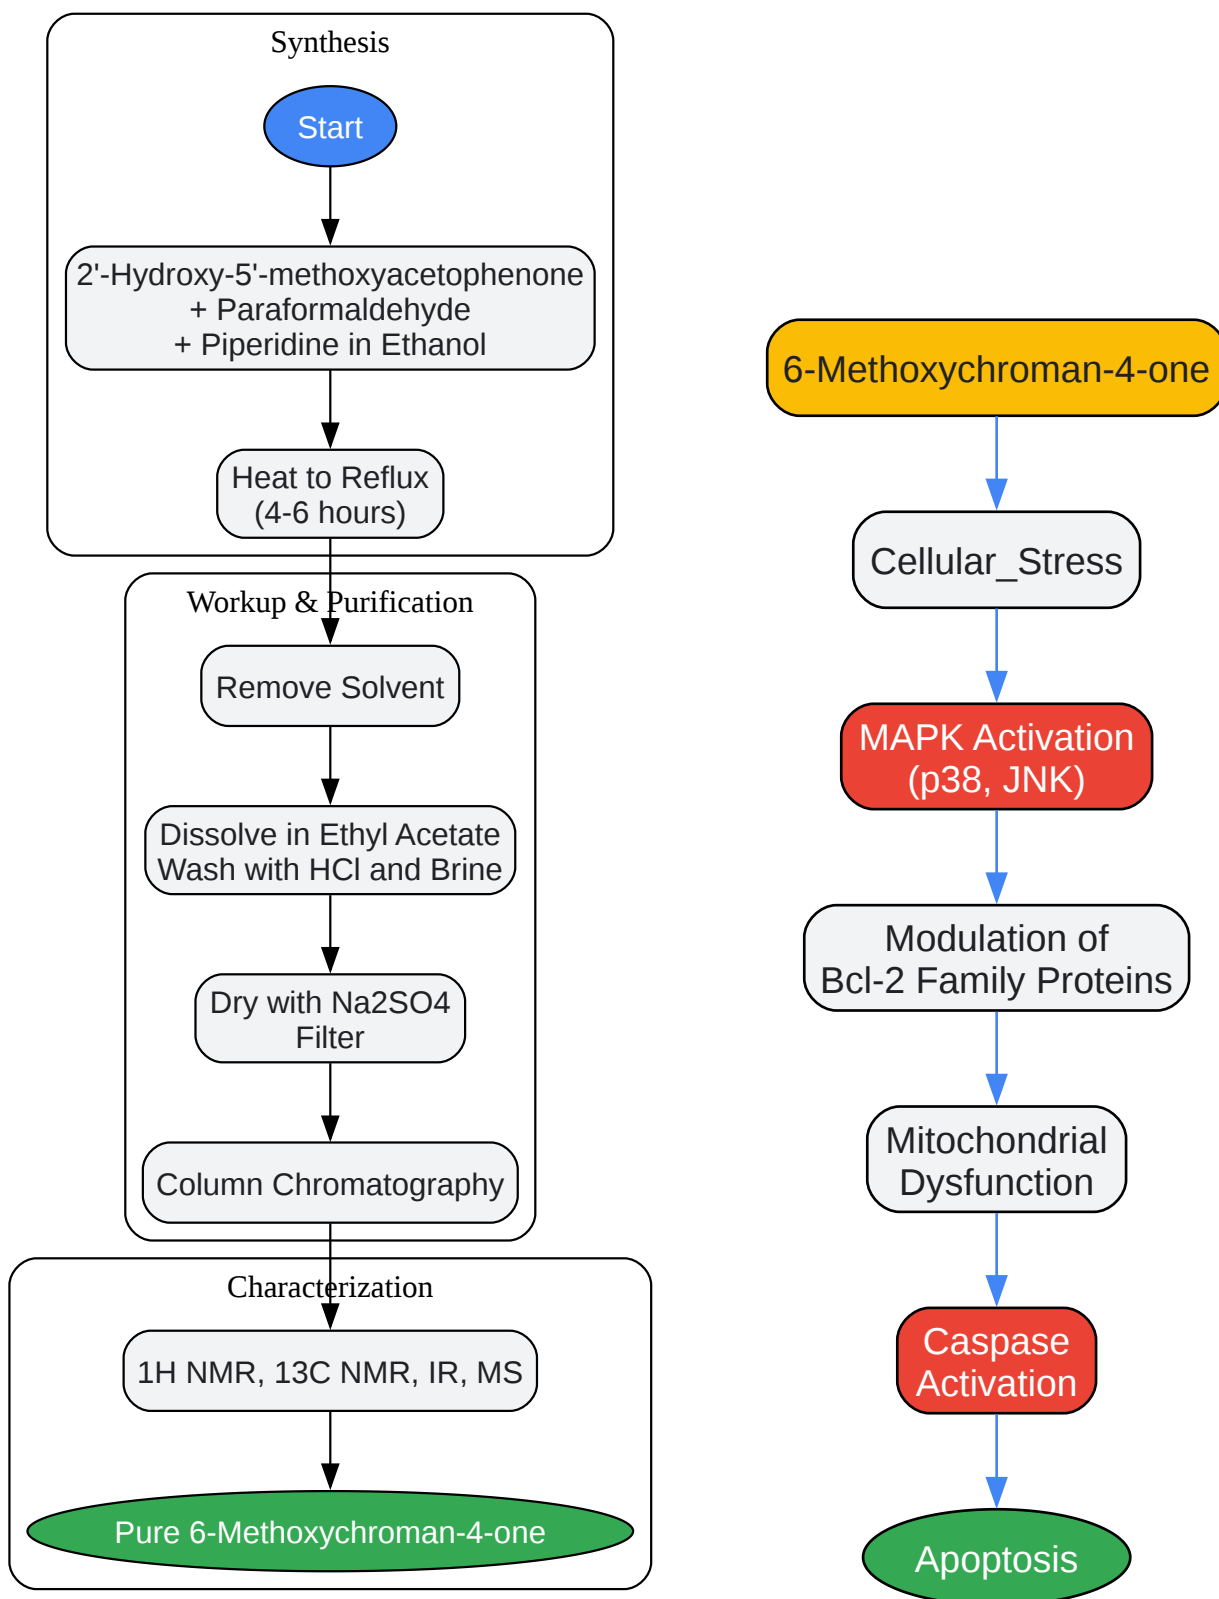 Synthesis
Start
2'-Hydroxy-5'-methoxyacetophenone
+ Paraformaldehyde
+ Piperidine in Ethanol
Heat to Reflux
(4-6 hours)
Workup & Purification
Remove Solvent
Dissolve in Ethyl Acetate
Wash with HCl and Brine
Dry with Na2SO4
Filter
Column Chromatography
Characterization
1H NMR, 13C NMR, IR, MS
Pure 6-Methoxychroman-4-one
6-Methoxychroman-4-one
Cellular_Stress
MAPK Activation
(p38, JNK)
Modulation of
Bcl-2 Family Proteins
Mitochondrial
Dysfunction
Caspase
Activation
Apoptosis